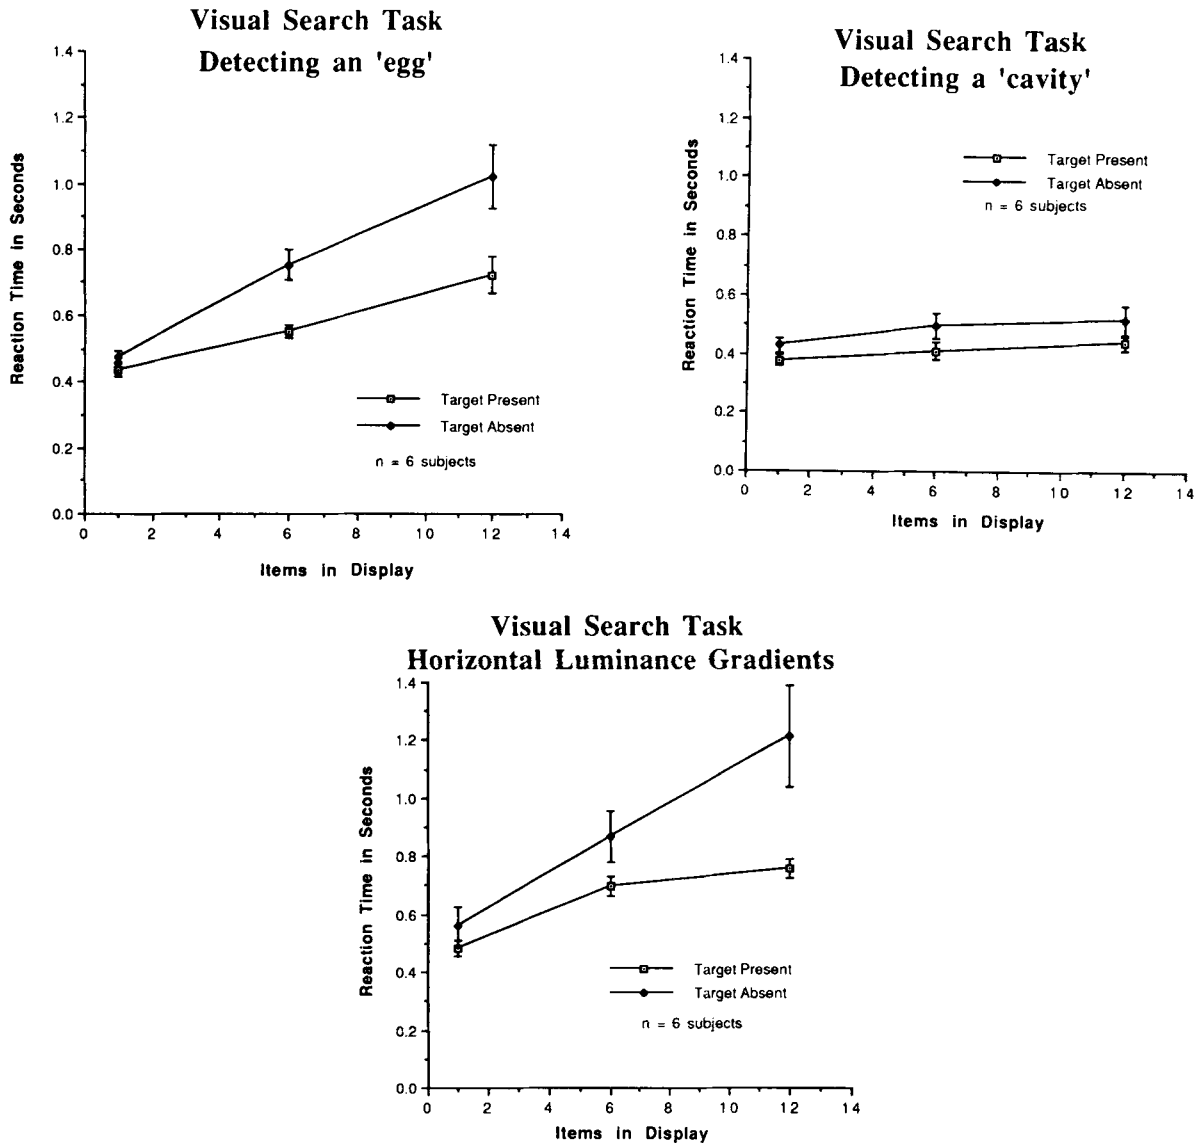 Visual Search Task
Detecting an 'egg'
Reaction Time in Seconds
1.4
1.2
1.0
0.8
0.6
0.4
0.2
0.0
0 2 4 6 8 10 12 14
Items in Display
Target Present
Target Absent
n = 6 subjects
Visual Search Task
Detecting a 'cavity'
Reaction Time in Seconds
1.4
1.2
1.0
0.8
0.6
0.4
0.2
0.0
0 2 4 6 8 10 12 14
Items in Display
Target Present
Target Absent
n = 6 subjects
Visual Search Task
Horizontal Luminance Gradients
Reaction Time in Seconds
1.4
1.2
1.0
0.8
0.6
0.4
0.2
0.0
0 2 4 6 8 10 12 14
Items in Display
Target Present
Target Absent
n = 6 subjects